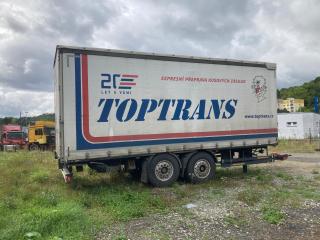 EXPRESNÍ PŘEPRAVA KUSOVÝCH ZÁSILEK
25
LET S VÁMI
TOPTRANS
www.toptrans.cz